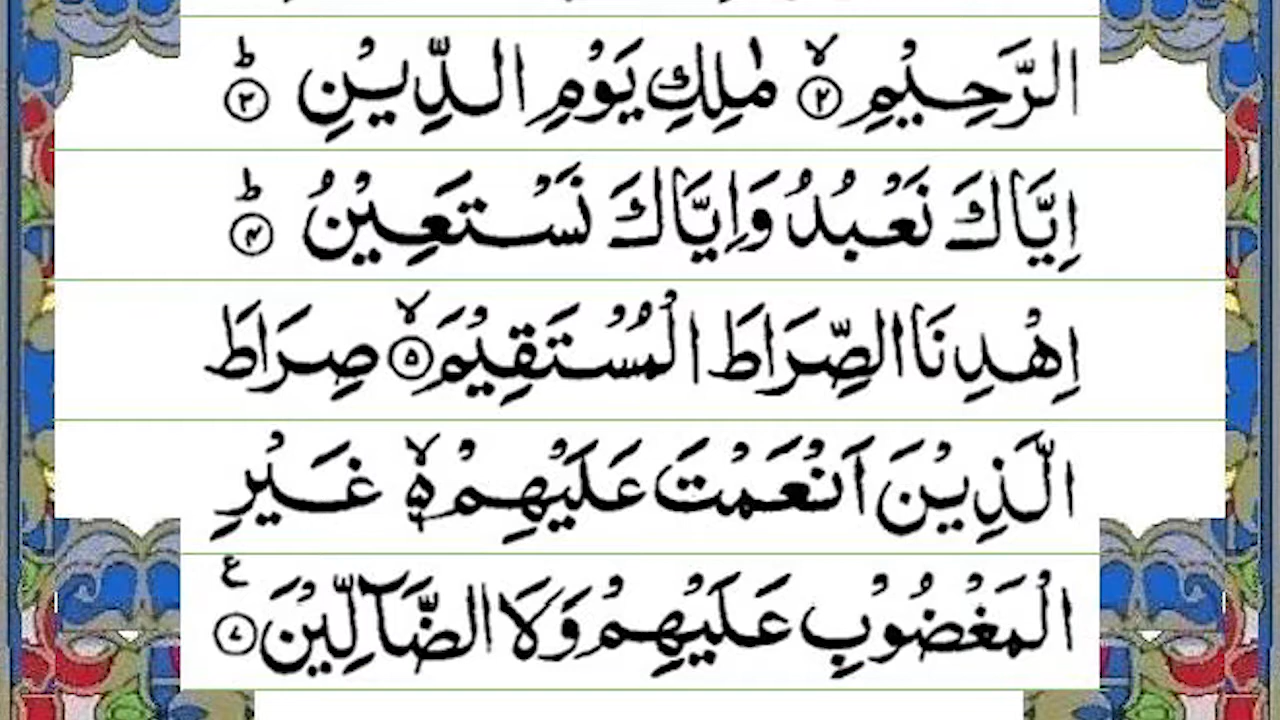 الرَّحِيْمِ ﴿۲﴾ۙ مٰلِكِ يَوْمِ الدِّيْنِ ﴿۳﴾ؕ
اِيَّاكَ نَعْبُدُ وَاِيَّاكَ نَسْتَعِيْنُ ﴿۴﴾ؕ
اِهْدِنَا الصِّرَاطَ الْمُسْتَقِيْمَ ﴿۵﴾ۙ صِرَاطَ
الَّذِيْنَ اَنْعَمْتَ عَلَيْهِمْ ۙ۬ غَيْرِ
الْمَغْضُوْبِ عَلَيْهِمْ وَلَا الضَّآلِّيْنَ ﴿۷﴾ ع